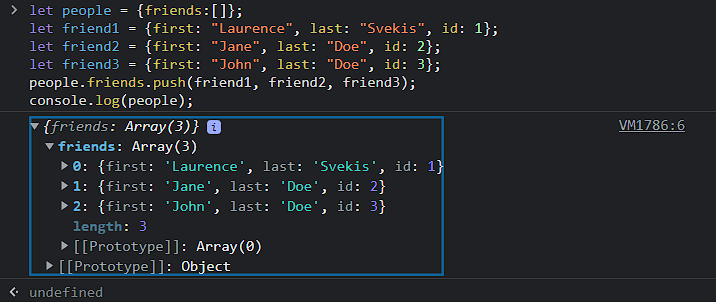 let people = {friends:[]};
let friend1 = {first: "Laurence", last: "Svekis", id: 1};
let friend2 = {first: "Jane", last: "Doe", id: 2};
let friend3 = {first: "John", last: "Doe", id: 3};
people.friends.push(friend1, friend2, friend3);
console.log(people);
{friends: Array(3)} i VM1786:6
friends: Array(3)
0: {first: 'Laurence', last: 'Svekis', id: 1}
1: {first: 'Jane', last: 'Doe', id: 2}
2: {first: 'John', last: 'Doe', id: 3}
length: 3
[[Prototype]]: Array(0)
[[Prototype]]: Object
undefined